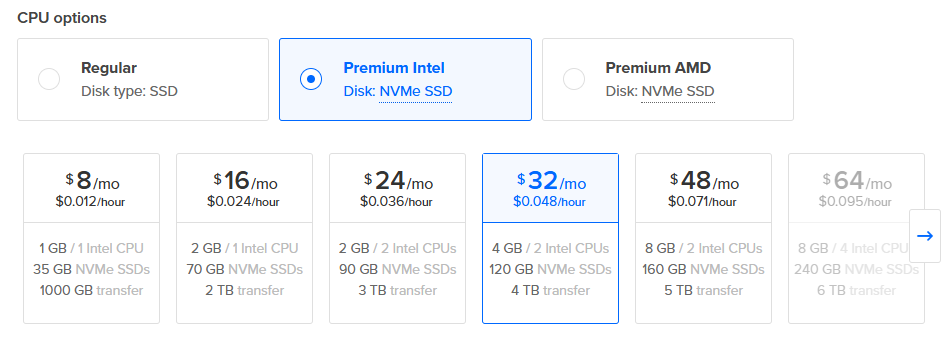 CPU options
Regular
Disk type: SSD
Premium Intel
Disk: NVMe SSD
Premium AMD
Disk: NVMe SSD
$8/mo
$0.012/hour
1 GB / 1 Intel CPU
35 GB NVMe SSDs
1000 GB transfer
$16/mo
$0.024/hour
2 GB / 1 Intel CPU
70 GB NVMe SSDs
2 TB transfer
$24/mo
$0.036/hour
2 GB / 2 Intel CPUs
90 GB NVMe SSDs
3 TB transfer
$32/mo
$0.048/hour
4 GB / 2 Intel CPUs
120 GB NVMe SSDs
4 TB transfer
$48/mo
$0.071/hour
8 GB / 2 Intel CPUs
160 GB NVMe SSDs
5 TB transfer
$64/mo
$0.095/hour
8 GB / 4 Intel CPU
240 GB NVMe SSDs
6 TB transfer